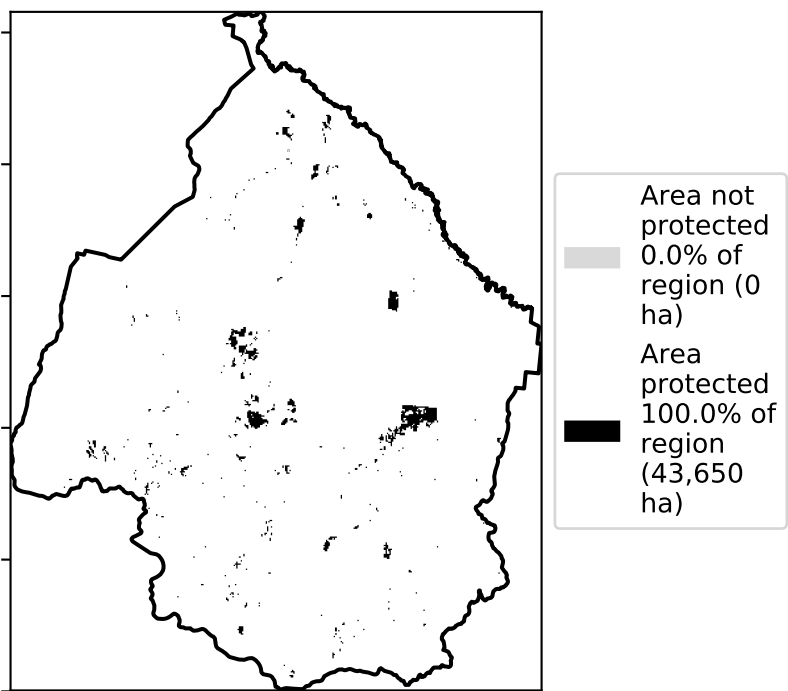 Area not
protected
0.0% of
region (0
ha)
Area
protected
100.0% of
region
(43,650
ha)